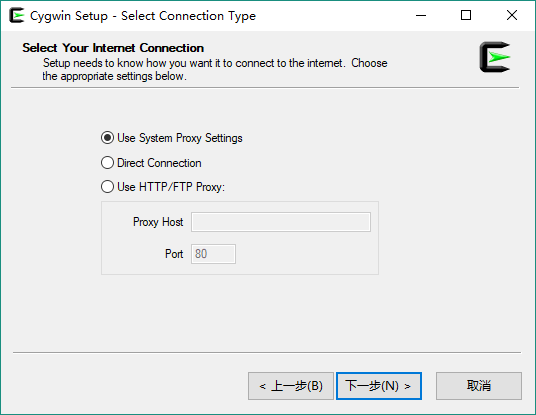 Cygwin Setup - Select Connection Type
Select Your Internet Connection
Setup needs to know how you want it to connect to the internet. Choose
the appropriate settings below.
Use System Proxy Settings
Direct Connection
Use HTTP/FTP Proxy:
Proxy Host
Port 80
< 上一步(B) 下一步(N) > 取消